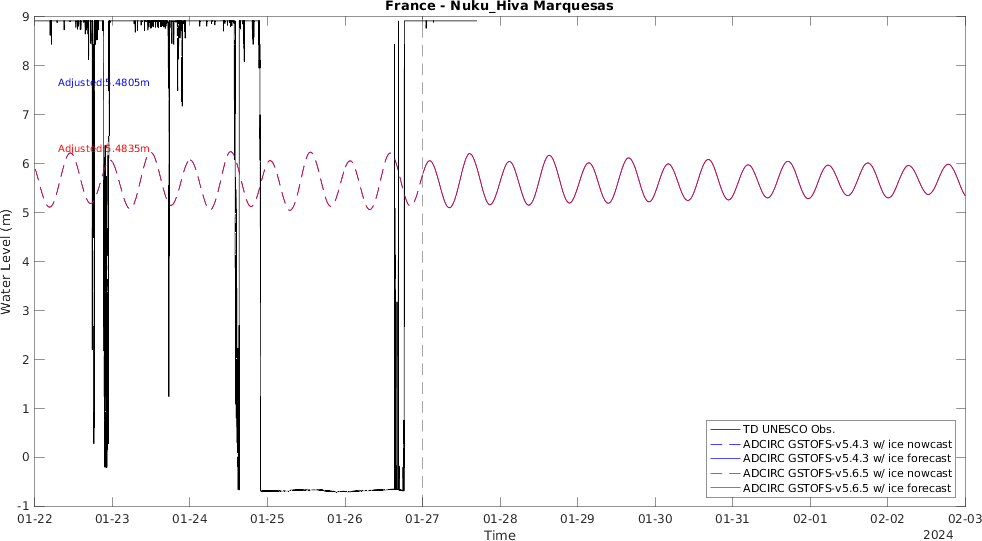 France - Nuku_Hiva Marquesas
9
8
7
6
5
4
3
2
1
0
-1
Water Level (m)
Adjusted:5.4805m
Adjusted:5.4835m
TD UNESCO Obs.
ADCIRC GSTOFS-v5.4.3 w/ ice nowcast
ADCIRC GSTOFS-v5.4.3 w/ ice forecast
ADCIRC GSTOFS-v5.6.5 w/ ice nowcast
ADCIRC GSTOFS-v5.6.5 w/ ice forecast
01-22 01-23 01-24 01-25 01-26 01-27 01-28 01-29 01-30 01-31 02-01 02-02 02-03
Time
2024